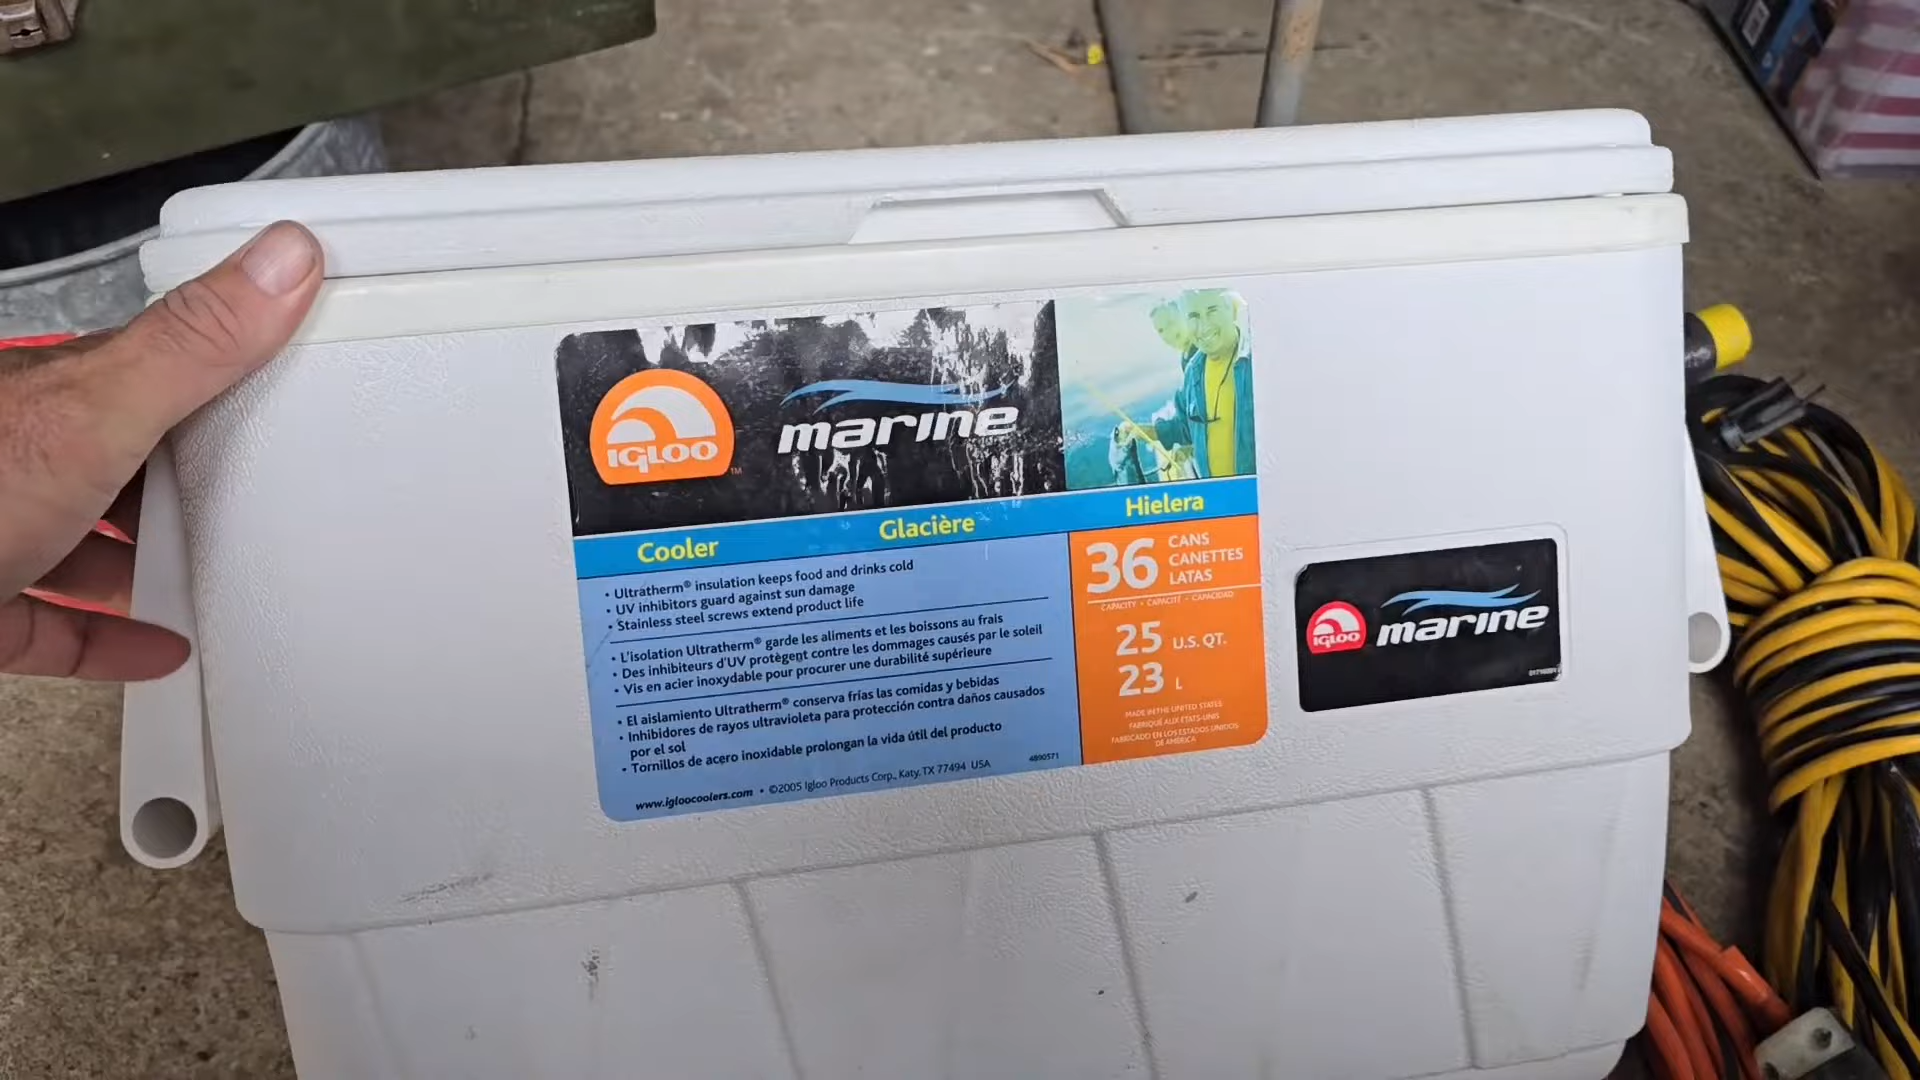 IGLOO
TM
marine
Cooler
Glacière
Hielera
• Ultratherm® insulation keeps food and drinks cold
• UV inhibitors guard against sun damage
• Stainless steel screws extend product life
• L'isolation Ultratherm® garde les aliments et les boissons au frais
• Des inhibiteurs d'UV protègent contre les dommages causés par le soleil
• Vis en acier inoxydable pour procurer une durabilité supérieure
• El aislamiento Ultratherm® conserva frías las comidas y bebidas
• Inhibidores de rayos ultravioleta para protección contra daños causados
por el sol
• Tornillos de acero inoxidable prolongan la vida útil del producto
www.igloocoolers.com • ©2005 Igloo Products Corp., Katy, TX 77494 USA
4890571
36 CANS
CANETTES
LATAS
CAPACITY • CAPACITÉ • CAPACIDAD
25 U.S. QT.
23 L
MADE IN THE UNITED STATES
FABRIQUÉ AUX ÉTATS-UNIS
FABRICADO EN LOS ESTADOS UNIDOS
DE AMÉRICA
IGLOO
marine